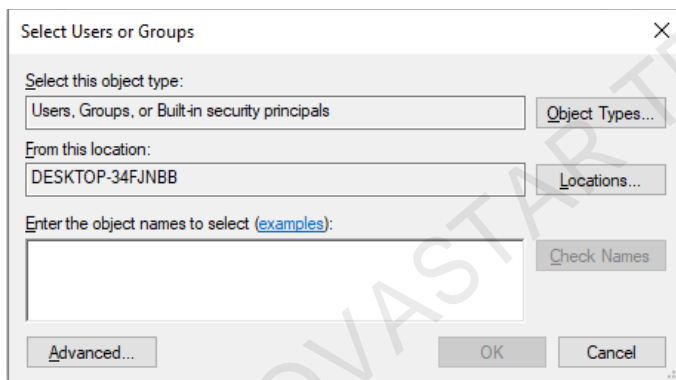 Select Users or Groups
Select this object type:
Users, Groups, or Built-in security principals
Object Types...
From this location:
DESKTOP-34FJNBB
Locations...
Enter the object names to select (examples):
Check Names
Advanced...
OK
Cancel
OVASTAR T